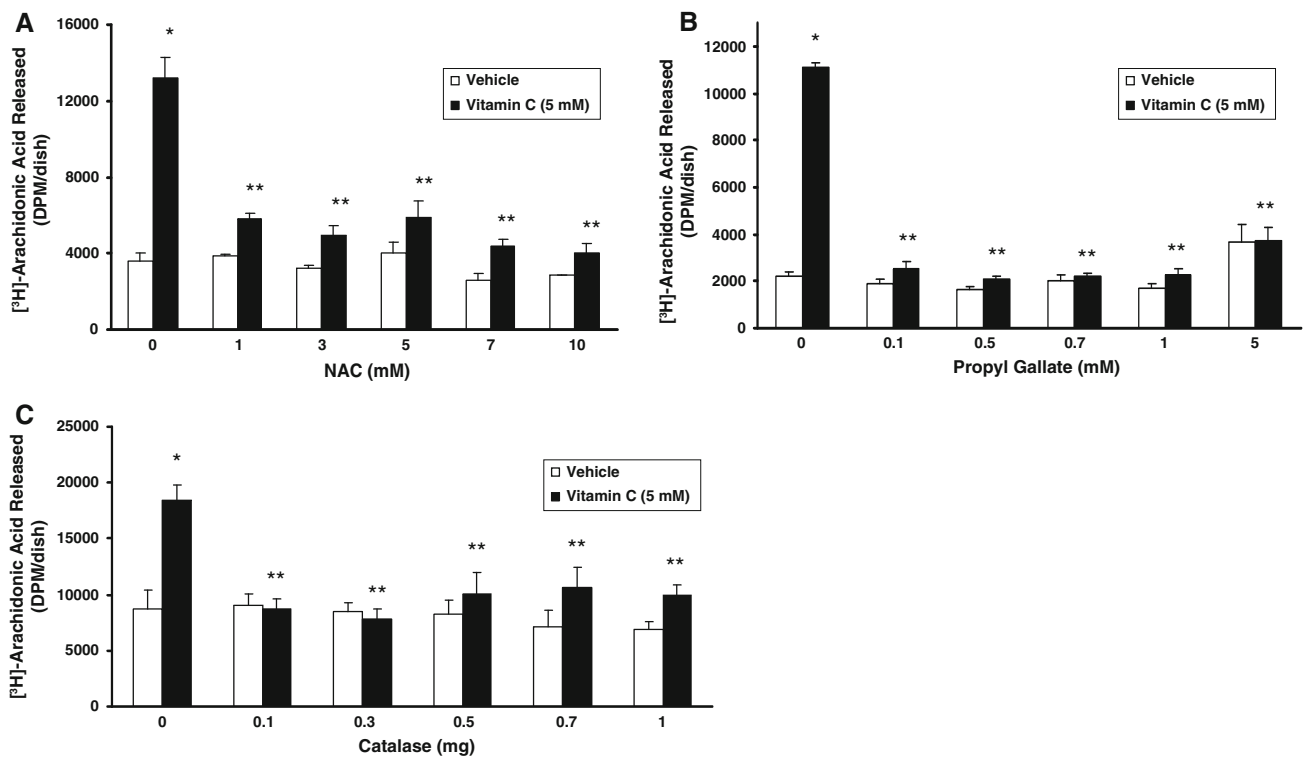 A
16000
*
12000
8000
4000
0
** ** ** ** **
[³H]-Arachidonic Acid Released
(DPM/dish)
Vehicle
Vitamin C (5 mM)
0 1 3 5 7 10
NAC (mM)
B
12000
*
10000
8000
6000
4000
2000
0
** ** ** ** **
[³H]-Arachidonic Acid Released
(DPM/dish)
Vehicle
Vitamin C (5 mM)
0 0.1 0.5 0.7 1 5
Propyl Gallate (mM)
C
25000
*
20000
15000
10000
5000
0
** ** ** ** **
[³H]-Arachidonic Acid Released
(DPM/dish)
Vehicle
Vitamin C (5 mM)
0 0.1 0.3 0.5 0.7 1
Catalase (mg)